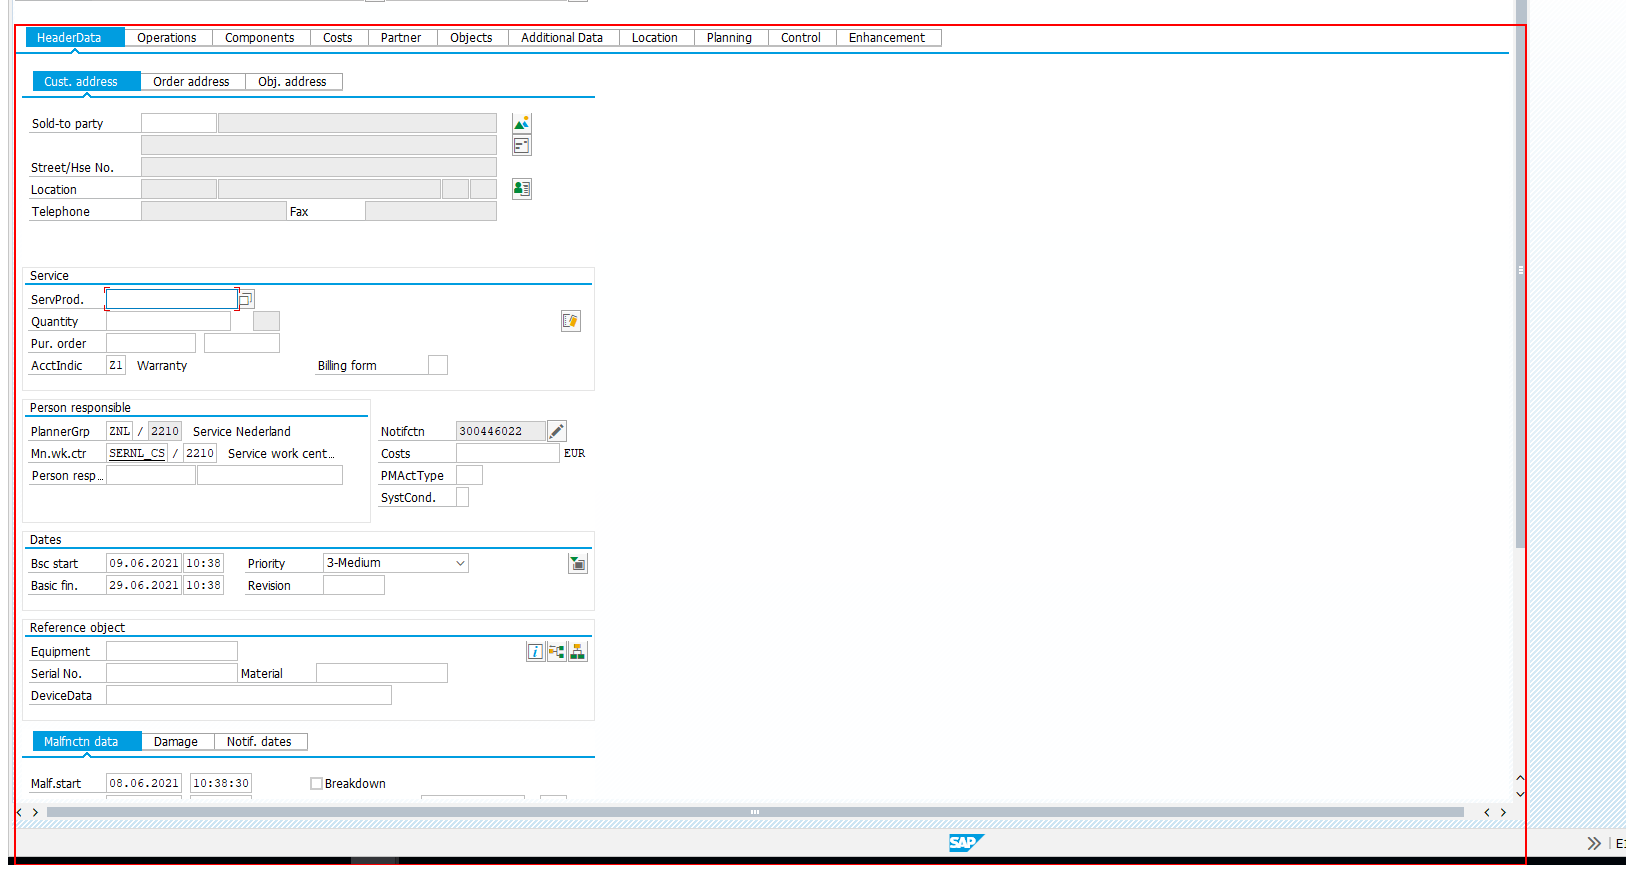 HeaderData Operations Components Costs Partner Objects Additional Data Location Planning Control Enhancement
Cust. address Order address Obj. address
Sold-to party
Street/Hse No.
Location
Telephone Fax
Service
ServProd.
Quantity
Pur. order
AcctIndic Z1 Warranty Billing form
Person responsible
PlannerGrp ZNL / 2210 Service Nederland Notifctn 300446022
Mn.wk.ctr SERNL_CS / 2210 Service work cent... Costs EUR
Person resp... PMActType
SystCond.
Dates
Bsc start 09.06.2021 10:38 Priority 3-Medium
Basic fin. 29.06.2021 10:38 Revision
Reference object
Equipment
Serial No. Material
DeviceData
Malfnctn data Damage Notif. dates
Malf.start 08.06.2021 10:38:30 Breakdown
SAP